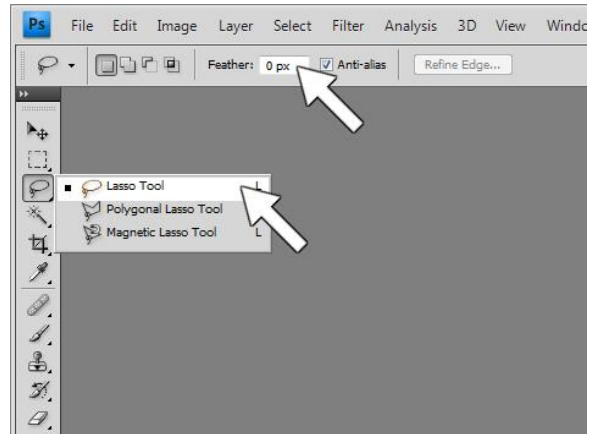 Ps File Edit Image Layer Select Filter Analysis 3D View
Feather: 0 px Anti-alias Refine Edge...
Lasso Tool L
Polygonal Lasso Tool
Magnetic Lasso Tool L